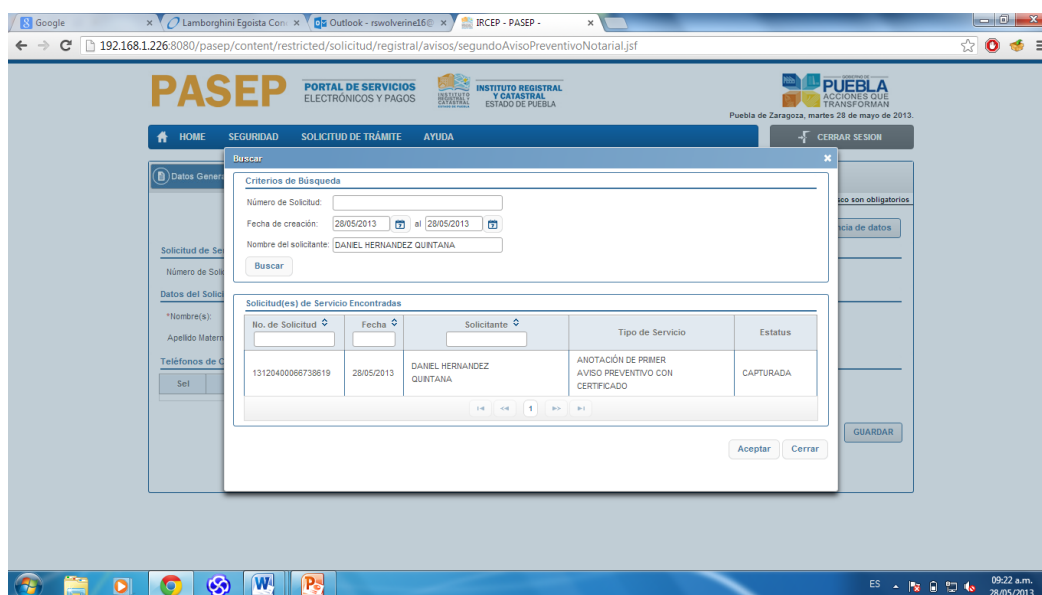 Google
Lamborghini Egoista Conc
Outlook - rswolverine16@
IRCEP - PASEP -
192.168.1.226:8080/pasep/content/restricted/solicitud/registral/avisos/segundoAvisoPreventivoNotarial.jsf
PASEP
PORTAL DE SERVICIOS
ELECTRÓNICOS Y PAGOS
INSTITUTO REGISTRAL
Y CATASTRAL
ESTADO DE PUEBLA
PUEBLA
ACCIONES QUE
TRANSFORMAN
Puebla de Zaragoza, martes 28 de mayo de 2013.
HOME SEGURIDAD SOLICITUD DE TRÁMITE AYUDA CERRAR SESION
Buscar
Datos Genera
Criterios de Búsqueda
Número de Solicitud:
sco son obligatorios
Fecha de creación: 28/05/2013 al 28/05/2013
ncia de datos
Nombre del solicitante: DANIEL HERNANDEZ QUINTANA
Solicitud de Se
Buscar
Número de Solic
Datos del Solici
Solicitud(es) de Servicio Encontradas
*Nombre(s):
No. de Solicitud Fecha Solicitante Tipo de Servicio Estatus
Apellido Matern
Teléfonos de C
13120400066738619 28/05/2013 DANIEL HERNANDEZ QUINTANA ANOTACIÓN DE PRIMER AVISO PREVENTIVO CON CERTIFICADO CAPTURADA
Sel
1
GUARDAR
Aceptar Cerrar
ES
09:22 a.m.
28/05/2013